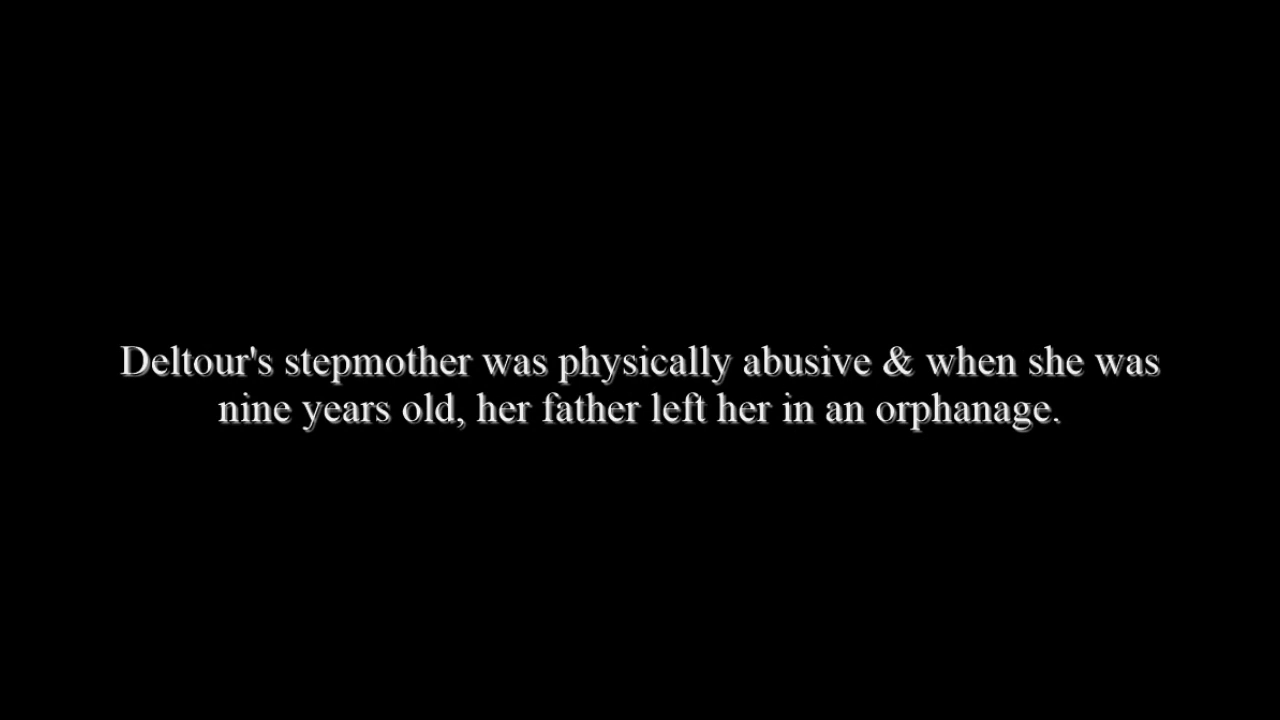 Deltour's stepmother was physically abusive & when she was
nine years old, her father left her in an orphanage.